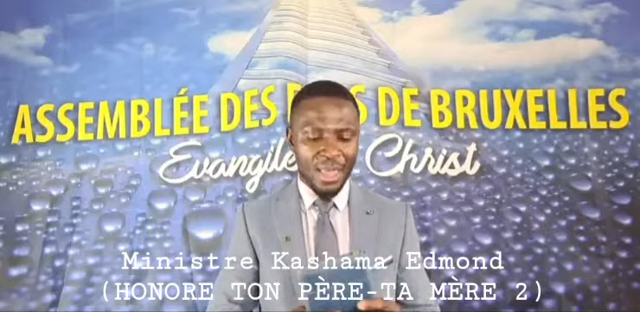 ASSEMBLÉE DES DE BRUXELLES
Evangile Christ
Ministre Kashama Edmond
(HONORE TON PÈRE-TA MÈRE 2)